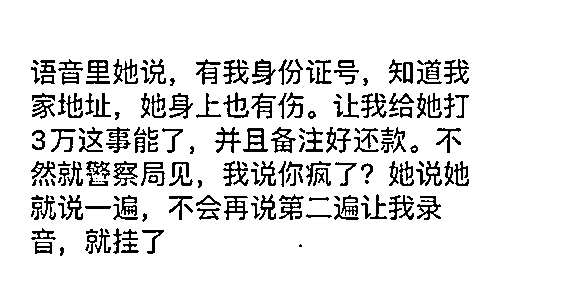 语音里她说，有我身份证号，知道我
家地址，她身上也有伤。让我给她打
3万这事能了，并且备注好还款。不
然就警察局见，我说你疯了？她说她
就说一遍，不会再说第二遍让我录
音，就挂了